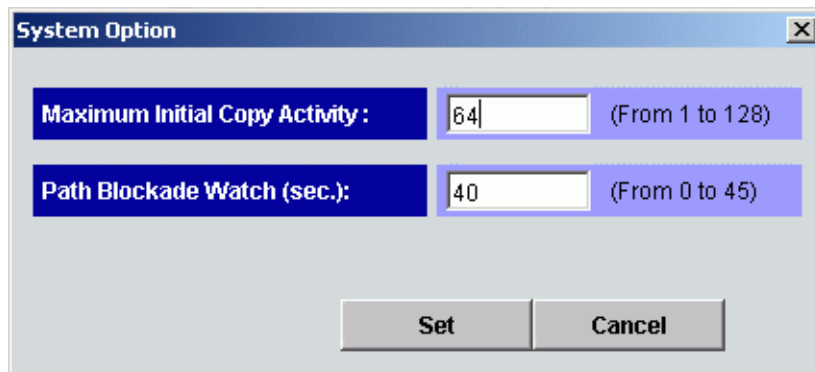 System Option
Maximum Initial Copy Activity : 64 (From 1 to 128)
Path Blockade Watch (sec.): 40 (From 0 to 45)
Set Cancel